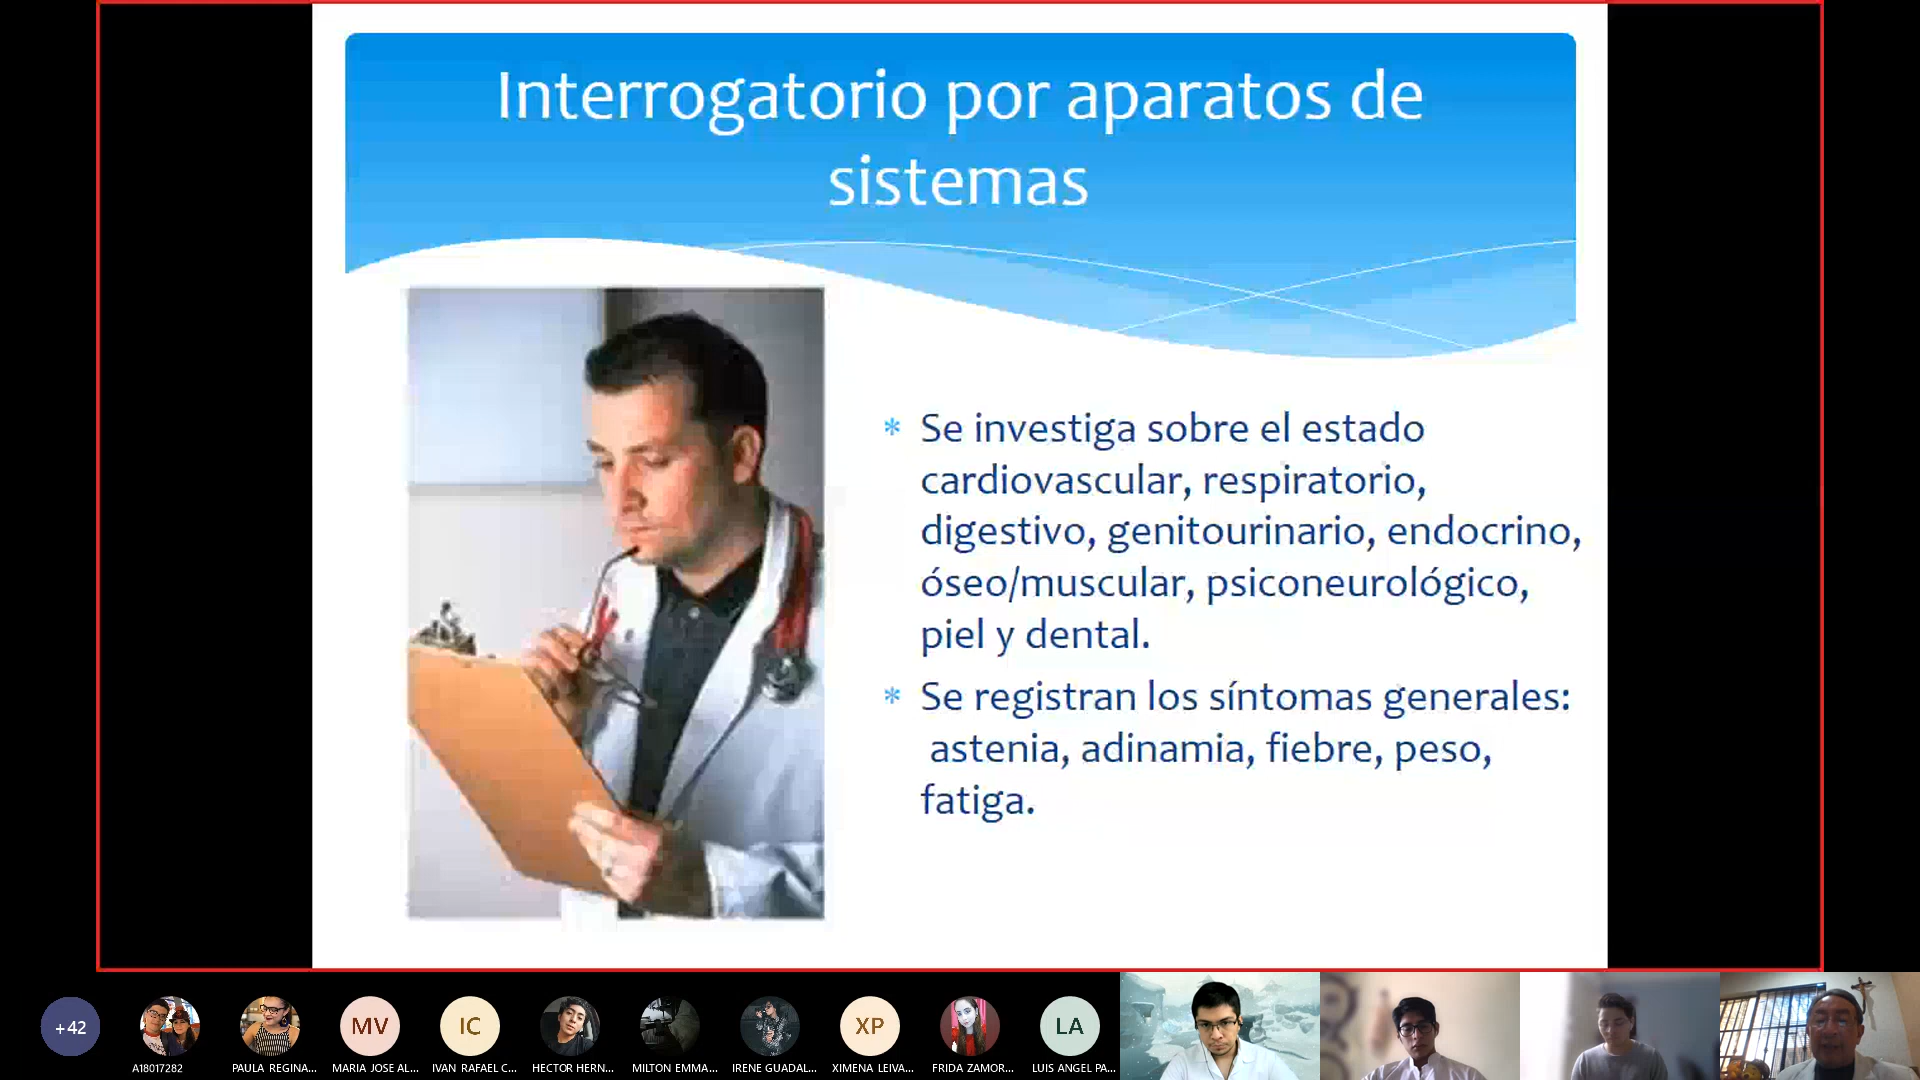 Interrogatorio por aparatos de
sistemas
* Se investiga sobre el estado
cardiovascular, respiratorio,
digestivo, genitourinario, endocrino,
óseo/muscular, psiconeurológico,
piel y dental.
* Se registran los síntomas generales:
astenia, adinamia, fiebre, peso,
fatiga.
+42
MV
IC
XP
LA
A18017282
PAULA REGINA...
MARIA JOSE AL...
IVAN RAFAEL C...
HECTOR HERN...
MILTON EMMA...
IRENE GUADAL...
XIMENA LEIVA...
FRIDA ZAMOR...
LUIS ANGEL PA...